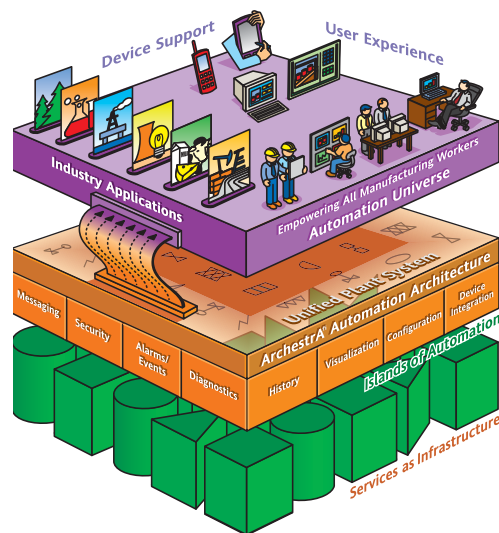 Device Support
User Experience
Industry Applications
Empowering All Manufacturing Workers
Automation Universe
Unified Plant System
ArchestrA® Automation Architecture
Messaging
Security
Alarms/
Events
Diagnostics
History
Visualization
Configuration
Device
Integration
Islands of Automation
Services as Infrastructure